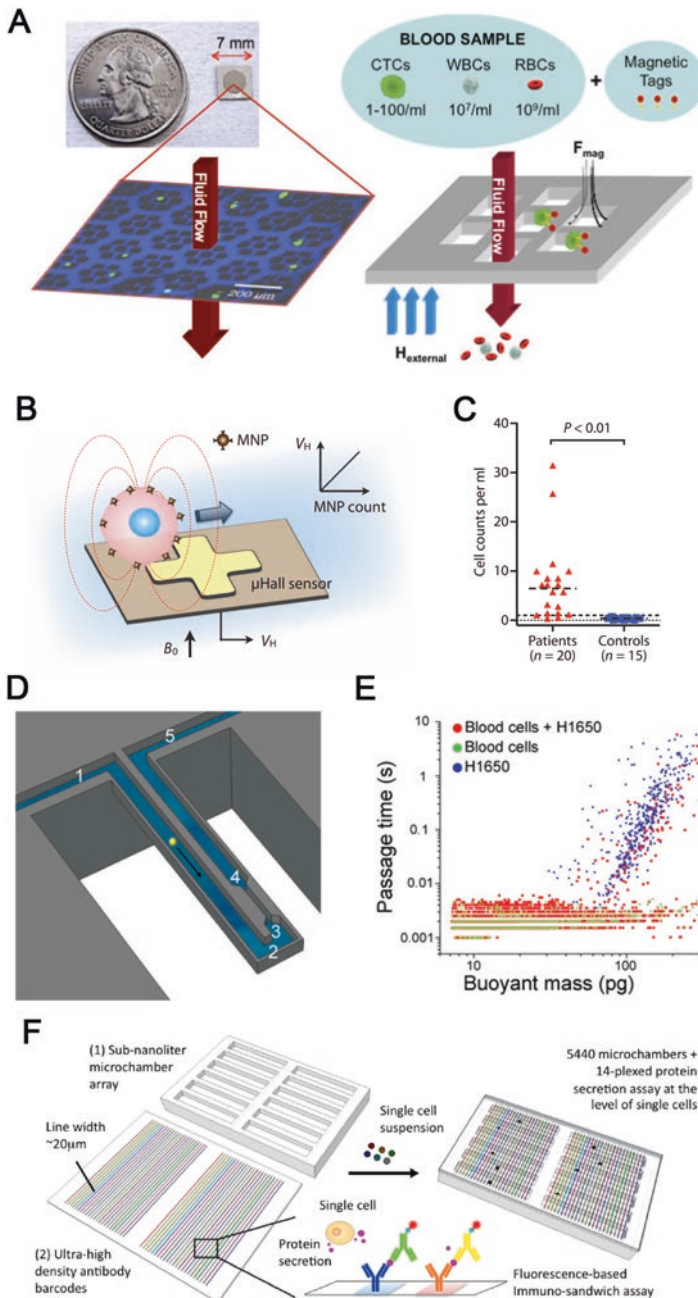 A
7 mm
200 µm
Fluid Flow
BLOOD SAMPLE
CTCs
WBCs
RBCs
1-100/ml
10⁷/ml
10⁹/ml
+
Magnetic
Tags
Fmag
Fluid Flow
Hexternal
B
MNP
VH
MNP count
µHall sensor
B0
VH
C
P < 0.01
Cell counts per ml
40
30
20
10
0
Patients
(n = 20)
Controls
(n = 15)
D
1
5
4
3
2
E
Blood cells + H1650
Blood cells
H1650
Passage time (s)
10
1
0.1
0.01
0.001
10
100
Buoyant mass (pg)
F
(1) Sub-nanoliter
microchamber
array
Line width
~20µm
(2) Ultra-high
density antibody
barcodes
Single cell
suspension
Single cell
Protein
secretion
5440 microchambers +
14-plexed protein
secretion assay at the
level of single cells
Fluorescence-based
Immuno-sandwich assay